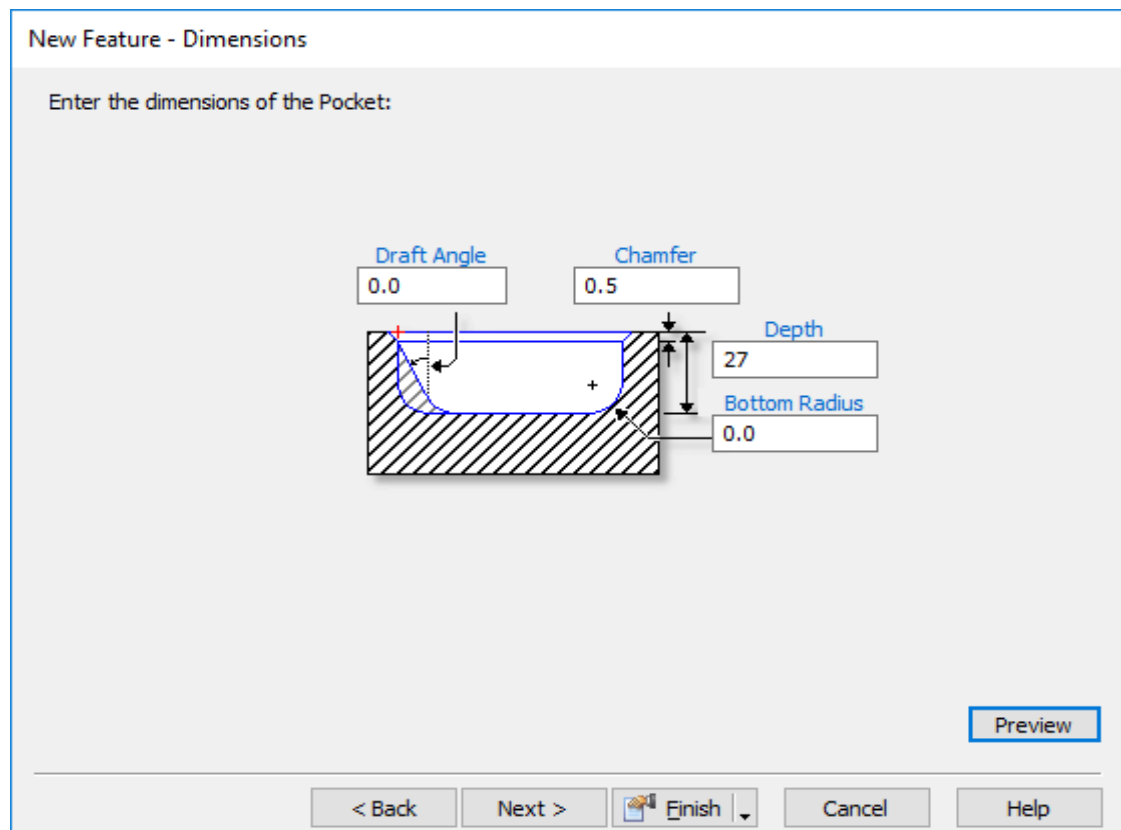 New Feature - Dimensions
Enter the dimensions of the Pocket:
Draft Angle
0.0
Chamfer
0.5
Depth
27
Bottom Radius
0.0
Preview
< Back
Next >
Finish
Cancel
Help